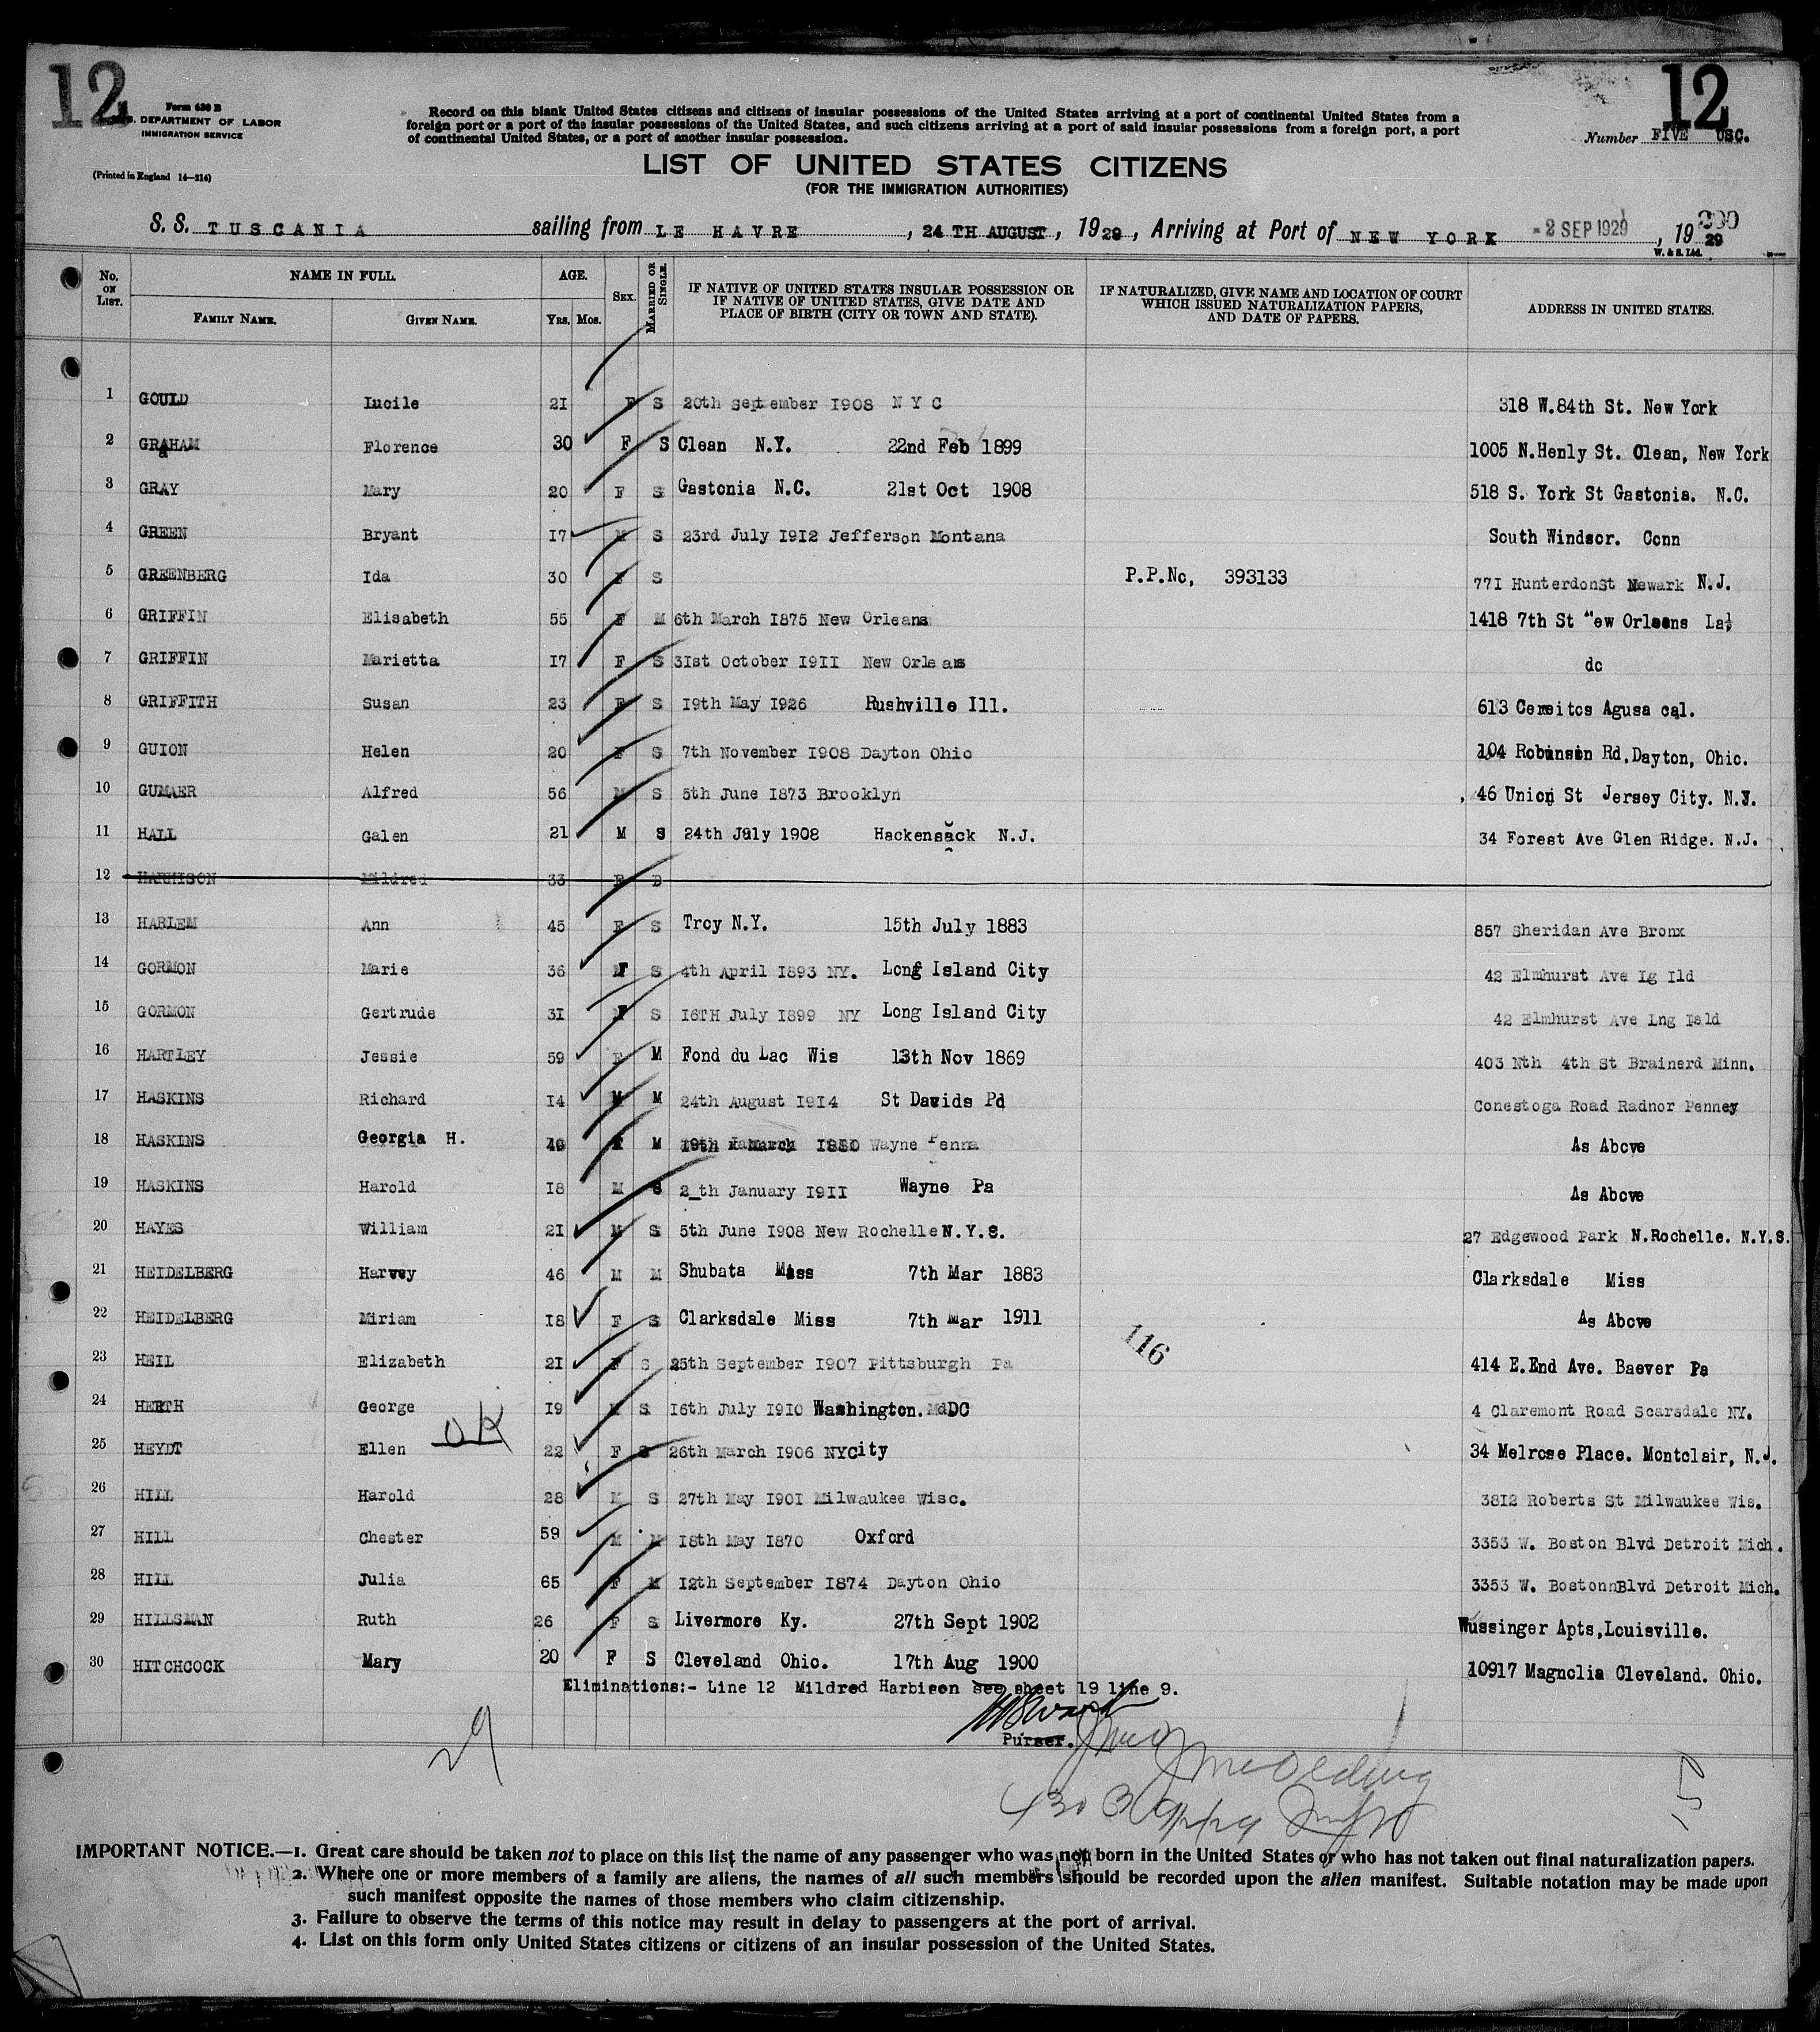 12
12
Form 630 B
U.S. DEPARTMENT OF LABOR
IMMIGRATION SERVICE
(Printed in England 14—214)
Record on this blank United States citizens and citizens of insular possessions of the United States arriving at a port of continental United States from a
foreign port or a port of the insular possessions of the United States, and such citizens arriving at a port of said insular possessions from a foreign port, a port
of continental United States, or a port of another insular possession.
Number FIVE USC.
LIST OF UNITED STATES CITIZENS
(FOR THE IMMIGRATION AUTHORITIES)
S.S. TUSCANIA sailing from LE HAVRE, 24 TH AUGUST, 1929, Arriving at Port of NEW YORK - 2 SEP 1929, 19 29
W. & S. Ltd.
No. ON LIST. NAME IN FULL. AGE. SEX. MARRIED OR SINGLE. IF NATIVE OF UNITED STATES INSULAR POSSESSION OR IF NATIVE OF UNITED STATES, GIVE DATE AND PLACE OF BIRTH (CITY OR TOWN AND STATE). IF NATURALIZED, GIVE NAME AND LOCATION OF COURT WHICH ISSUED NATURALIZATION PAPERS, AND DATE OF PAPERS. ADDRESS IN UNITED STATES.
FAMILY NAME. GIVEN NAME. YRS. MOS.
1 GOULD Lucile 21 F S 20th september 1908 N Y C 318 W.84th St. New York
2 GRAHAM Florence 30 F S Clean N.Y. 22nd Feb 1899 1005 N.Henly St. Olean, New York
3 GRAY Mary 20 F S Gastonia N.C. 21st Oct 1908 518 S. York St Gastonia. N.C.
4 GREEN Bryant 17 M S 23rd July 1912 Jefferson Montana South Windsor. Conn
5 GREENBERG Ida 30 F S P.P.No, 393133 771 HunterdonSt Newark N.J.
6 GRIFFIN Elisabeth 55 F M 6th March 1875 New Orleans 1418 7th St New Orleans La
7 GRIFFIN Marietta 17 F S 31st October 1911 New Orleans do
8 GRIFFITH Susan 23 F S 19th May 1926 Rushville Ill. 613 Cerritos Agusa cal.
9 GUION Helen 20 F S 7th November 1908 Dayton Ohio 104 Robinson Rd,Dayton, Ohio.
10 GUMAER Alfred 56 M S 5th June 1873 Brooklyn 46 Union St Jersey City. N.J.
11 HALL Galen 21 M S 24th July 1908 Hackensack N.J. 34 Forest Ave Glen Ridge. N.J.
12 HARBISON Mildred 33 F S
13 HARLEM Ann 45 F S Troy N.Y. 15th July 1883 857 Sheridan Ave Bronx
14 GORMON Marie 36 F S 4th April 1893 NY. Long Island City 42 Elmhurst Ave Lg Ild
15 GORMON Gertrude 31 F S 16TH July 1899 NY Long Island City 42 Elmhurst Ave Lng Isld
16 HARTLEY Jessie 59 F M Fond du Lac Wis 13th Nov 1869 403 Nth 4th St Brainerd Minn.
17 HASKINS Richard 14 M M 24th August 1914 St Davids Pd Conestoga Road Radnor Penney
18 HASKINS Georgia H. 49 F M 1880 Wayne Penna As Above
19 HASKINS Harold 18 M S 2_th January 1911 Wayne Pa As Above
20 HAYES William 21 M S 5th June 1908 New Rochelle N.Y.S. 27 Edgewood Park N.Rochelle. N.Y.S.
21 HEIDELBERG Harvey 46 M M Shubata Miss 7th Mar 1883 Clarksdale Miss
22 HEIDELBERG Miriam 18 F S Clarksdale Miss 7th Mar 1911 As Above
116
23 HEIL Elizabeth 21 F S 25th September 1907 Pittsburgh Pa 414 E.End Ave. Baever Pa
24 HERTH George 19 M S 16th July 1910 Washington. DC 4 Claremont Road Scarsdale NY.
OK
25 HEYDT Ellen 22 F S 26th March 1906 NYCity 34 Melrose Place. Montclair, N.J.
26 HILL Harold 28 M S 27th May 1901 Milwaukee Wisc. 3812 Roberts St Milwaukee Wis.
27 HILL Chester 59 M M 18th May 1870 Oxford 3353 W. Boston Blvd Detroit Mich.
28 HILL Julia 65 F M 12th September 1874 Dayton Ohio 3353 W. BostonnBlvd Detroit Mich.
29 HILLSMAN Ruth 26 F S Livermore Ky. 27th Sept 1902 Wussinger Apts,Louisville.
30 HITCHCOCK Mary 20 F S Cleveland Ohio. 17th Aug 1900 10917 Magnolia Cleveland. Ohio.
Eliminations:- Line 12 Mildred Harbison see sheet 19 line 9.
Purser.
29
IMPORTANT NOTICE.—1. Great care should be taken not to place on this list the name of any passenger who was not born in the United States or who has not taken out final naturalization papers.
2. Where one or more members of a family are aliens, the names of all such members should be recorded upon the alien manifest. Suitable notation may be made upon
such manifest opposite the names of those members who claim citizenship.
3. Failure to observe the terms of this notice may result in delay to passengers at the port of arrival.
4. List on this form only United States citizens or citizens of an insular possession of the United States.